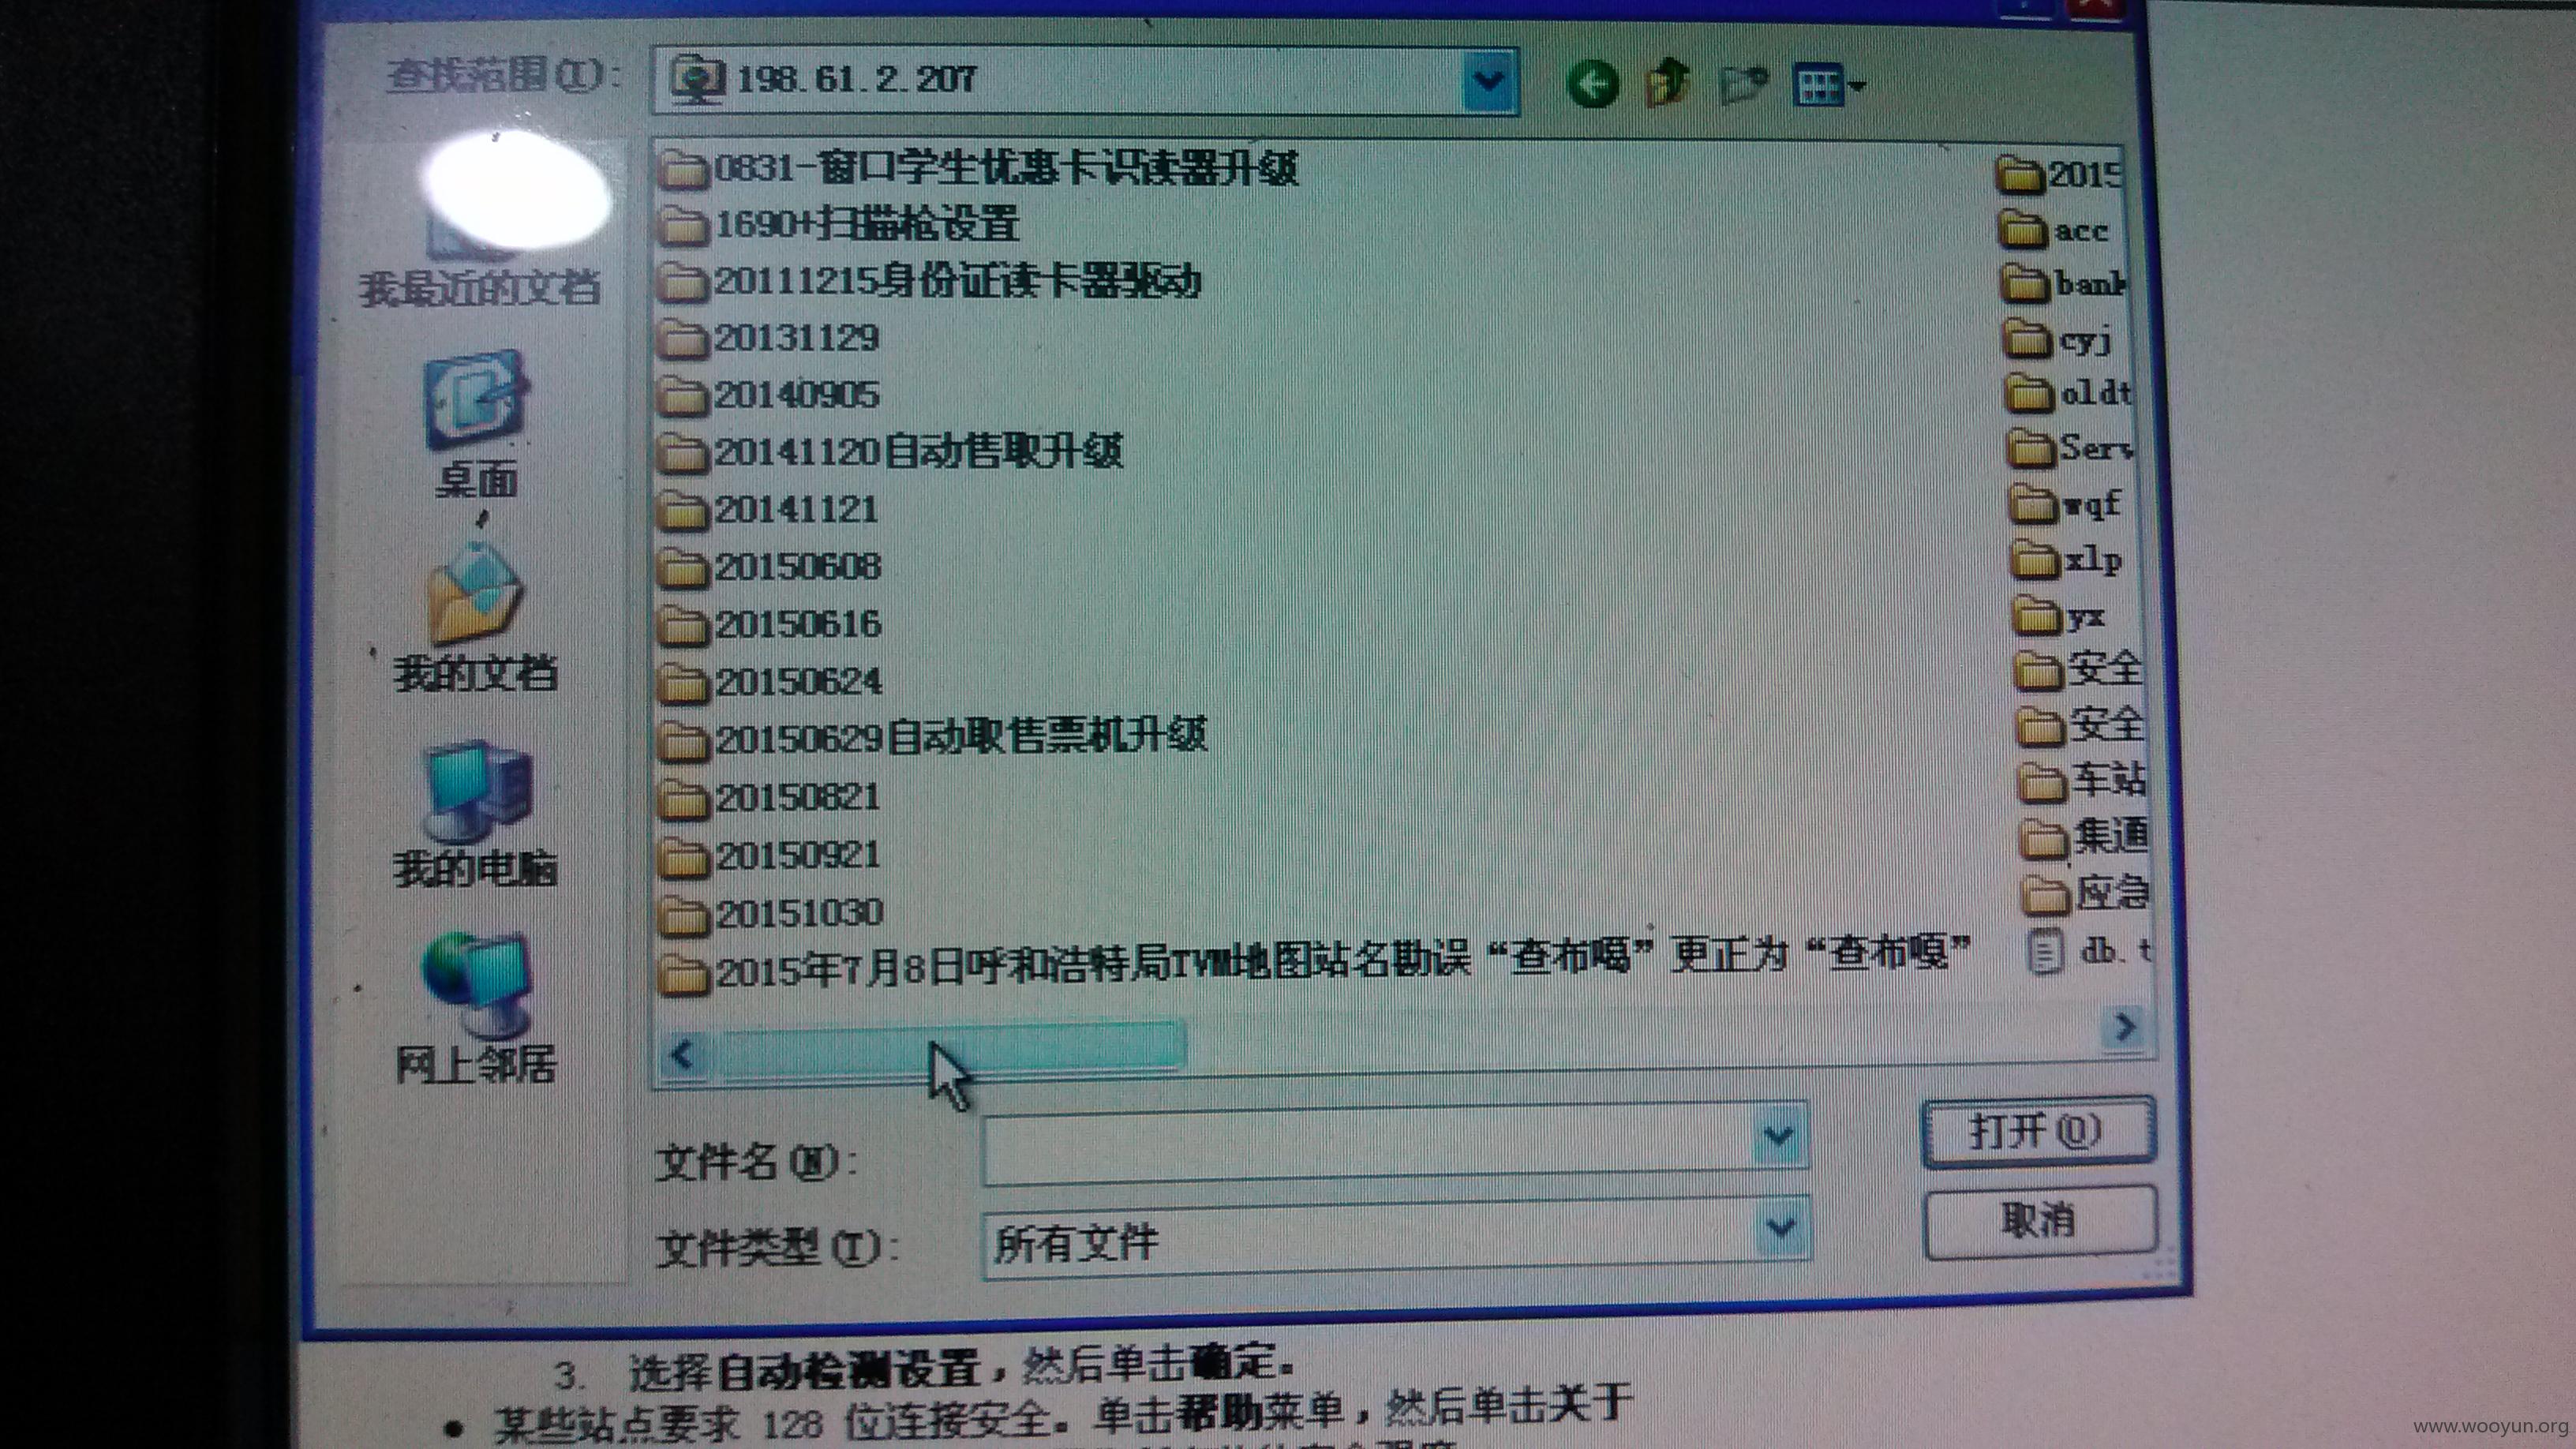 查找范围(I):
198.61.2.207
0831-窗口学生优惠卡识读器升级
1690+扫描枪设置
20111215身份证读卡器驱动
20131129
20140905
20141120自动售取升级
20141121
20150608
20150616
20150624
20150629自动取售票机升级
20150821
20150921
20151030
2015年7月8日呼和浩特局TVM地图站名勘误“查布噶”更正为“查布嘎”
2015
acc
bank
cyj
oldt
Serv
wqf
xlp
yx
安全
安全
车站
集通
应急
db.t
我最近的文档
桌面
我的文档
我的电脑
网上邻居
文件名(N):
打开(O)
文件类型(T):
所有文件
取消
3. 选择自动检测设置，然后单击确定。
• 某些站点要求 128 位连接安全。单击帮助菜单，然后单击关于
www.wooyun.org